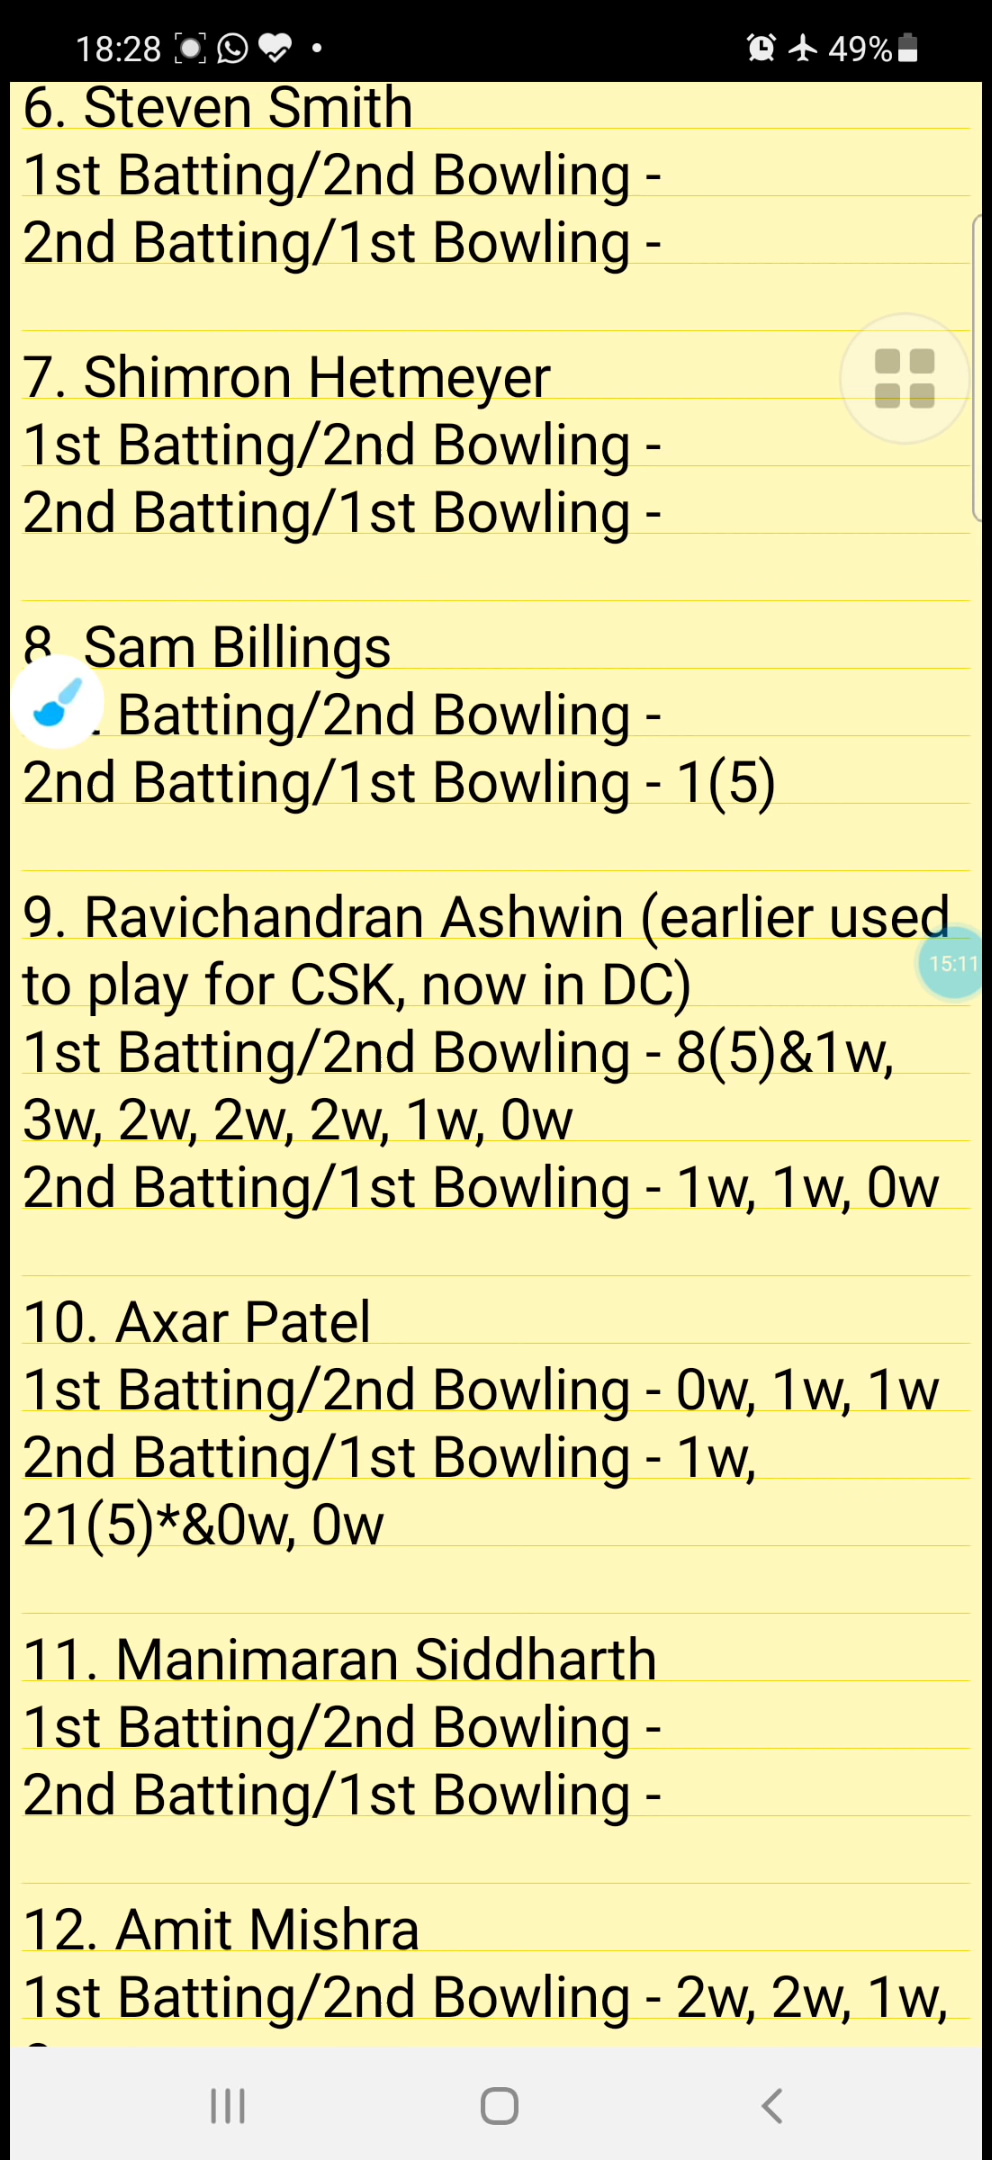 18:28
49%
6. Steven Smith
1st Batting/2nd Bowling -
2nd Batting/1st Bowling -
7. Shimron Hetmeyer
1st Batting/2nd Bowling -
2nd Batting/1st Bowling -
8. Sam Billings
Batting/2nd Bowling -
2nd Batting/1st Bowling - 1(5)
9. Ravichandran Ashwin (earlier used
to play for CSK, now in DC)
15:11
1st Batting/2nd Bowling - 8(5)&1w,
3w, 2w, 2w, 2w, 1w, 0w
2nd Batting/1st Bowling - 1w, 1w, 0w
10. Axar Patel
1st Batting/2nd Bowling - 0w, 1w, 1w
2nd Batting/1st Bowling - 1w,
21(5)*&0w, 0w
11. Manimaran Siddharth
1st Batting/2nd Bowling -
2nd Batting/1st Bowling -
12. Amit Mishra
1st Batting/2nd Bowling - 2w, 2w, 1w,